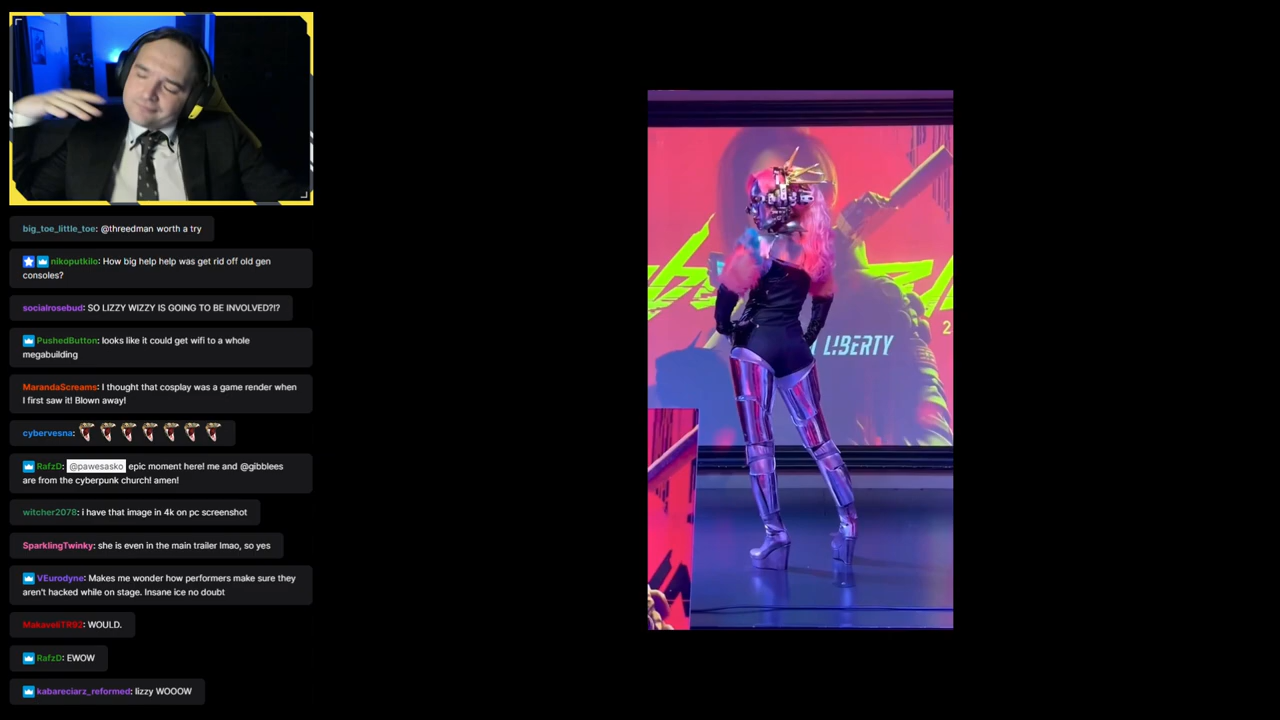 big_toe_little_toe: @threedman worth a try
nikoputkilo: How big help help was get rid off old gen
consoles?
socialrosebud: SO LIZZY WIZZY IS GOING TO BE INVOLVED?!?
PushedButton: looks like it could get wifi to a whole
megabuilding
MarandaScreams: I thought that cosplay was a game render when
I first saw it! Blown away!
cybervesna:
RafzD: @pawesasko epic moment here! me and @gibblees
are from the cyberpunk church! amen!
witcher2078: i have that image in 4k on pc screenshot
SparklingTwinky: she is even in the main trailer lmao, so yes
VEurodyne: Makes me wonder how performers make sure they
aren't hacked while on stage. Insane ice no doubt
MakaveliTR92: WOULD.
RafzD: EWOW
kabareciarz_reformed: lizzy WOOOW
2
LIBERTY